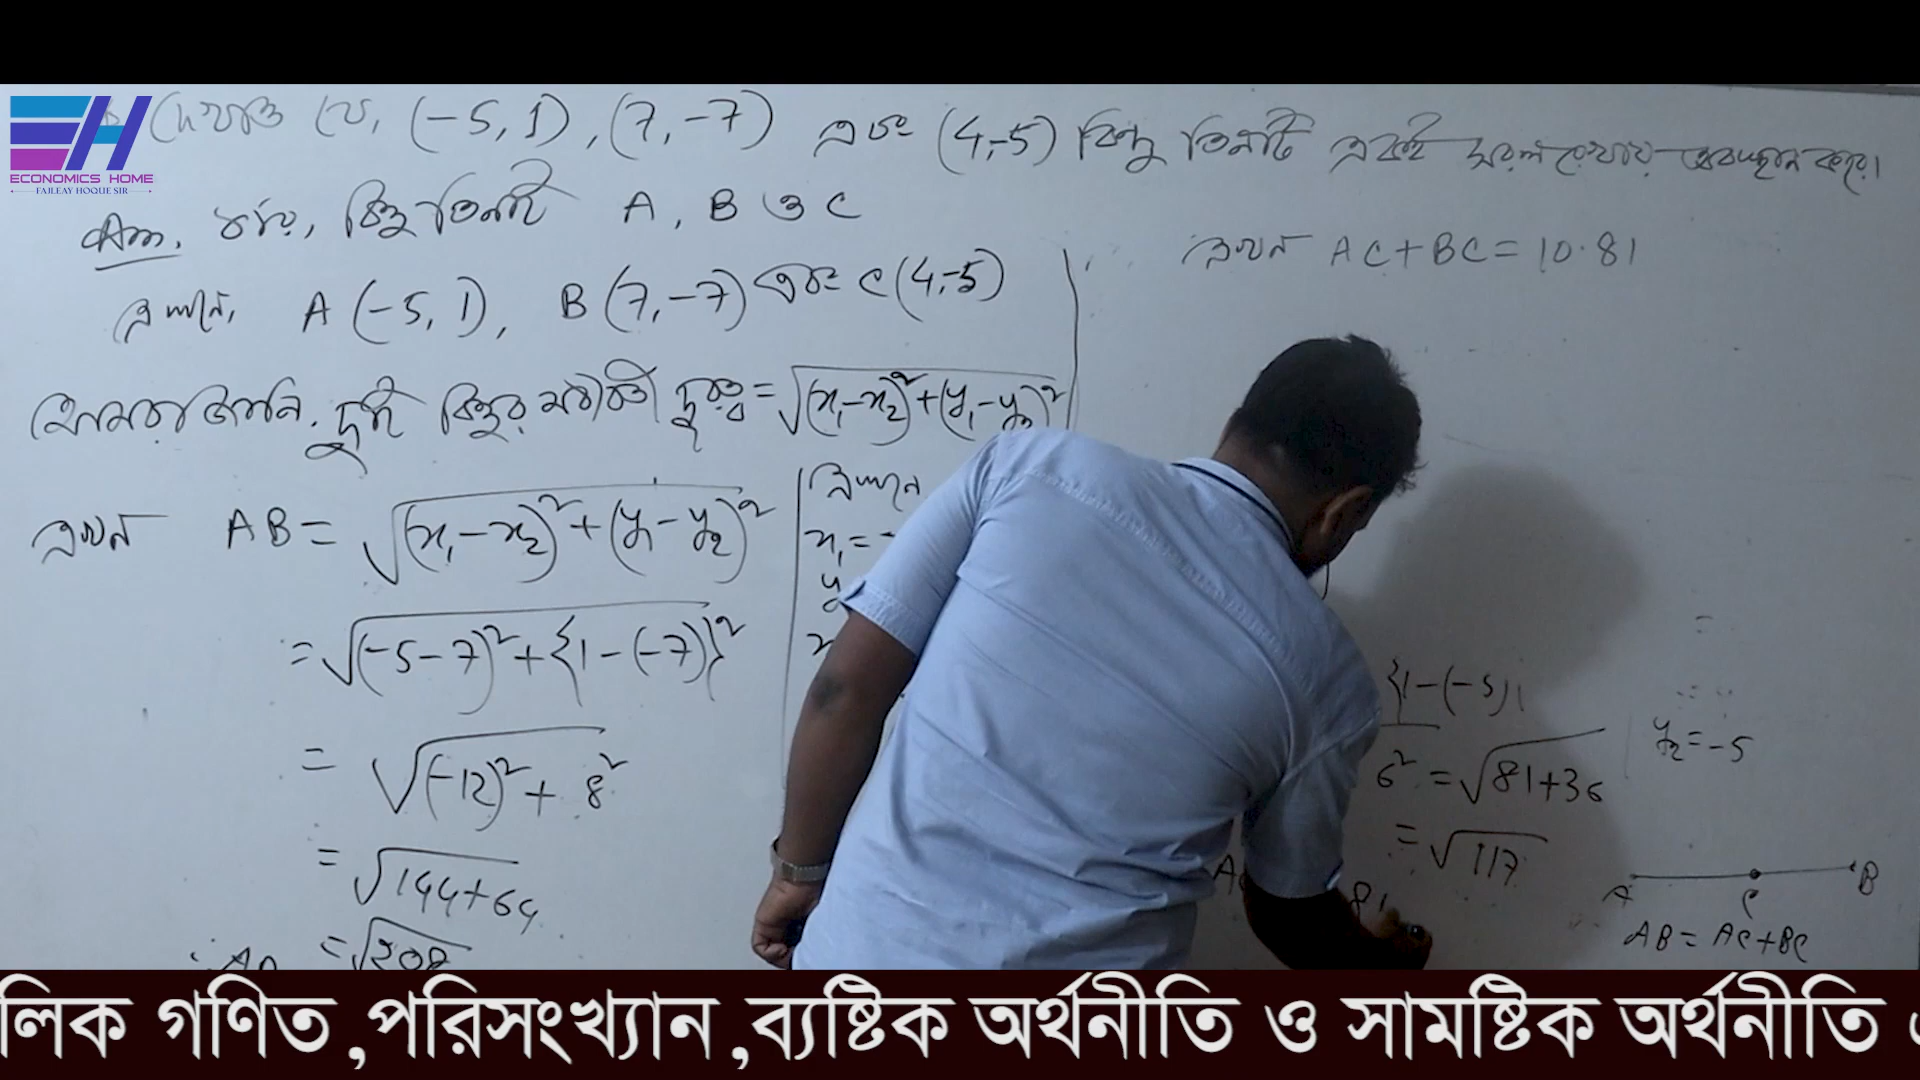 ECONOMICS HOME
FAILEAY HOQUE SIR
দেখাও যে, (-5, 1), (7, -7) এবং (4,-5) বিন্দু তিনটি একই সরলরেখায় অবস্থান করে।
Ans. ধরি, বিন্দু তিনটি A, B ও C
এখানে, A (-5, 1), B (7, -7) এবং C (4,-5)
আমরা জানি, দুই বিন্দুর মধ্যবর্তী দূরত্ব = √(x₁-x₂)²+(y₁-y₂)²
এখন AB = √(x₁-x₂)²+(y₁-y₂)²
= √(-5-7)²+{1-(-7)}²
= √(-12)²+8²
= √144+64
= √208
এখানে
x₁ = -
এখন AC+BC = 10.81
{1-(-5)
6² = √81+36
= √117
y₂ = -5
A C B
AB = AC+BC
লিক গণিত ,পরিসংখ্যান ,ব্যষ্টিক অর্থনীতি ও সামষ্টিক অর্থনীতি